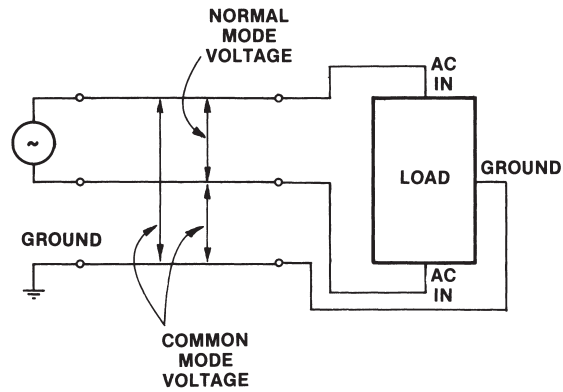 NORMAL
MODE
VOLTAGE
AC
IN
~
LOAD
GROUND
GROUND
AC
IN
COMMON
MODE
VOLTAGE